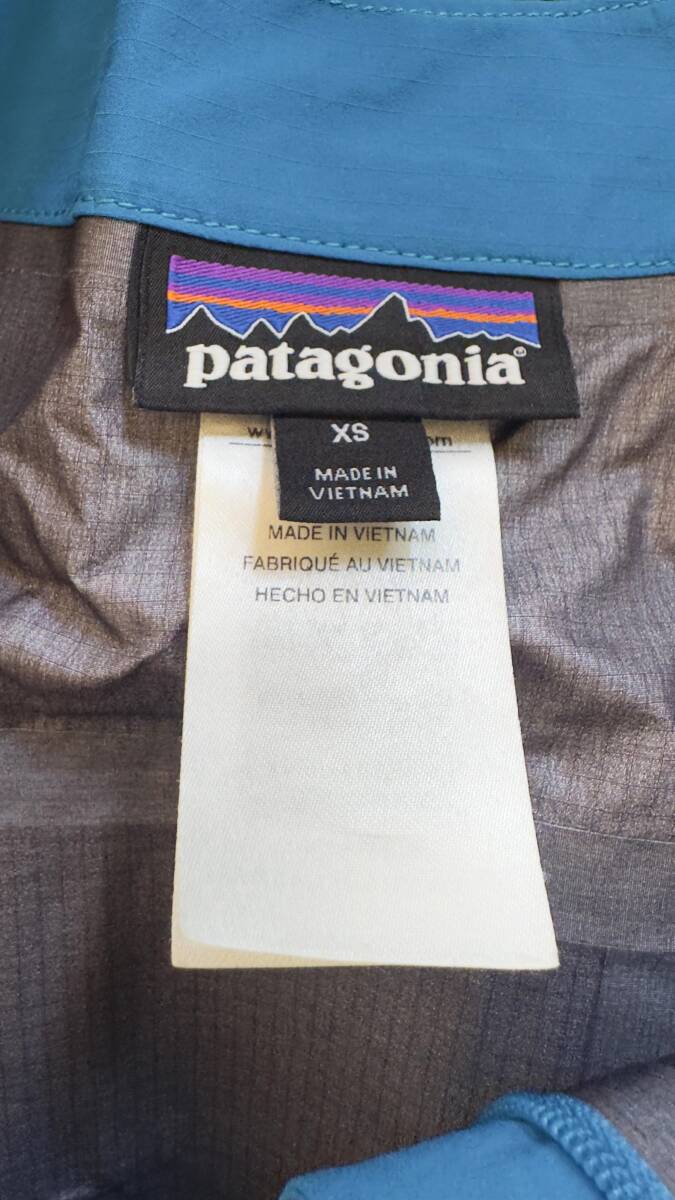 patagonia®
XS
MADE IN
VIETNAM
MADE IN VIETNAM
FABRIQUÉ AU VIETNAM
HECHO EN VIETNAM